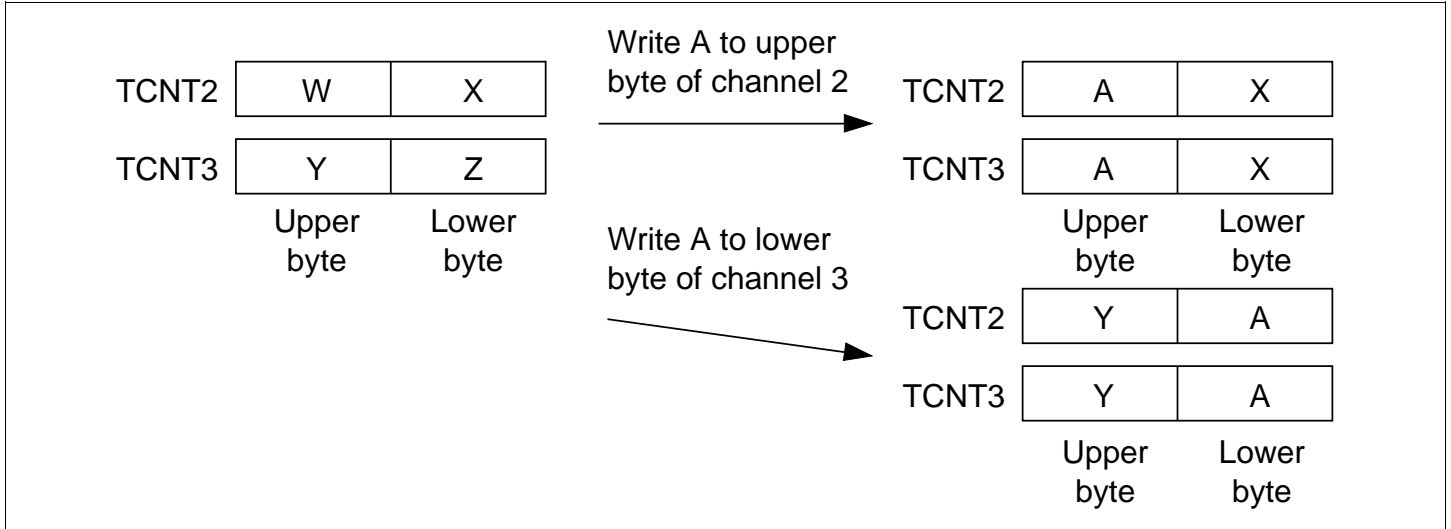 TCNT2 W X
TCNT3 Y Z
Upper byte Lower byte
Write A to upper
byte of channel 2
TCNT2 A X
TCNT3 A X
Upper byte Lower byte
Write A to lower
byte of channel 3
TCNT2 Y A
TCNT3 Y A
Upper byte Lower byte